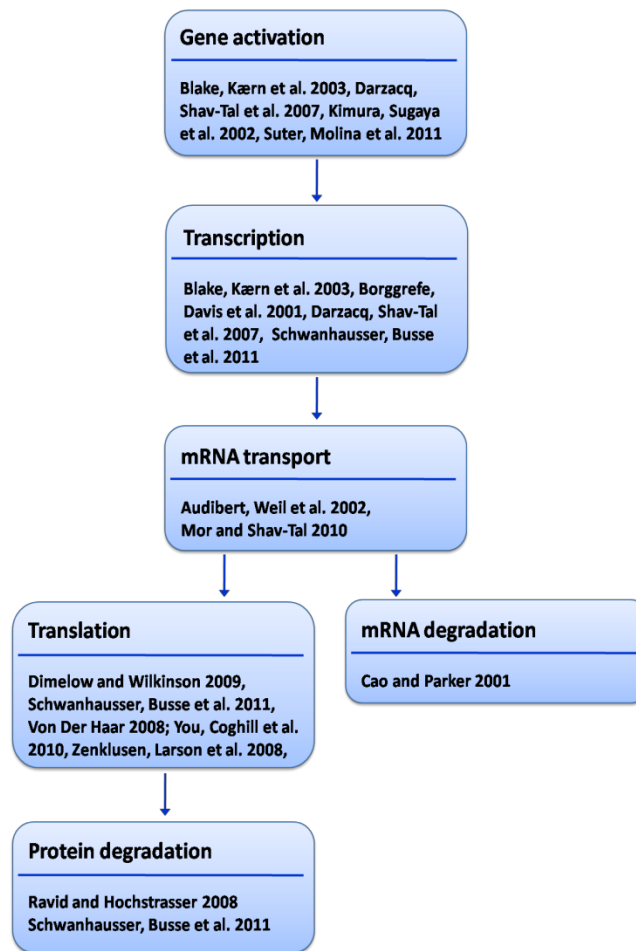 Gene activation
Blake, Kærn et al. 2003, Darzacq,
Shav-Tal et al. 2007, Kimura, Sugaya
et al. 2002, Suter, Molina et al. 2011
Transcription
Blake, Kærn et al. 2003, Borggrefe,
Davis et al. 2001, Darzacq, Shav-Tal
et al. 2007, Schwanhausser, Busse
et al. 2011
mRNA transport
Audibert, Weil et al. 2002,
Mor and Shav-Tal 2010
Translation
Dimelow and Wilkinson 2009,
Schwanhausser, Busse et al. 2011,
Von Der Haar 2008; You, Coghill et al.
2010, Zenklusen, Larson et al. 2008,
mRNA degradation
Cao and Parker 2001
Protein degradation
Ravid and Hochstrasser 2008
Schwanhausser, Busse et al. 2011